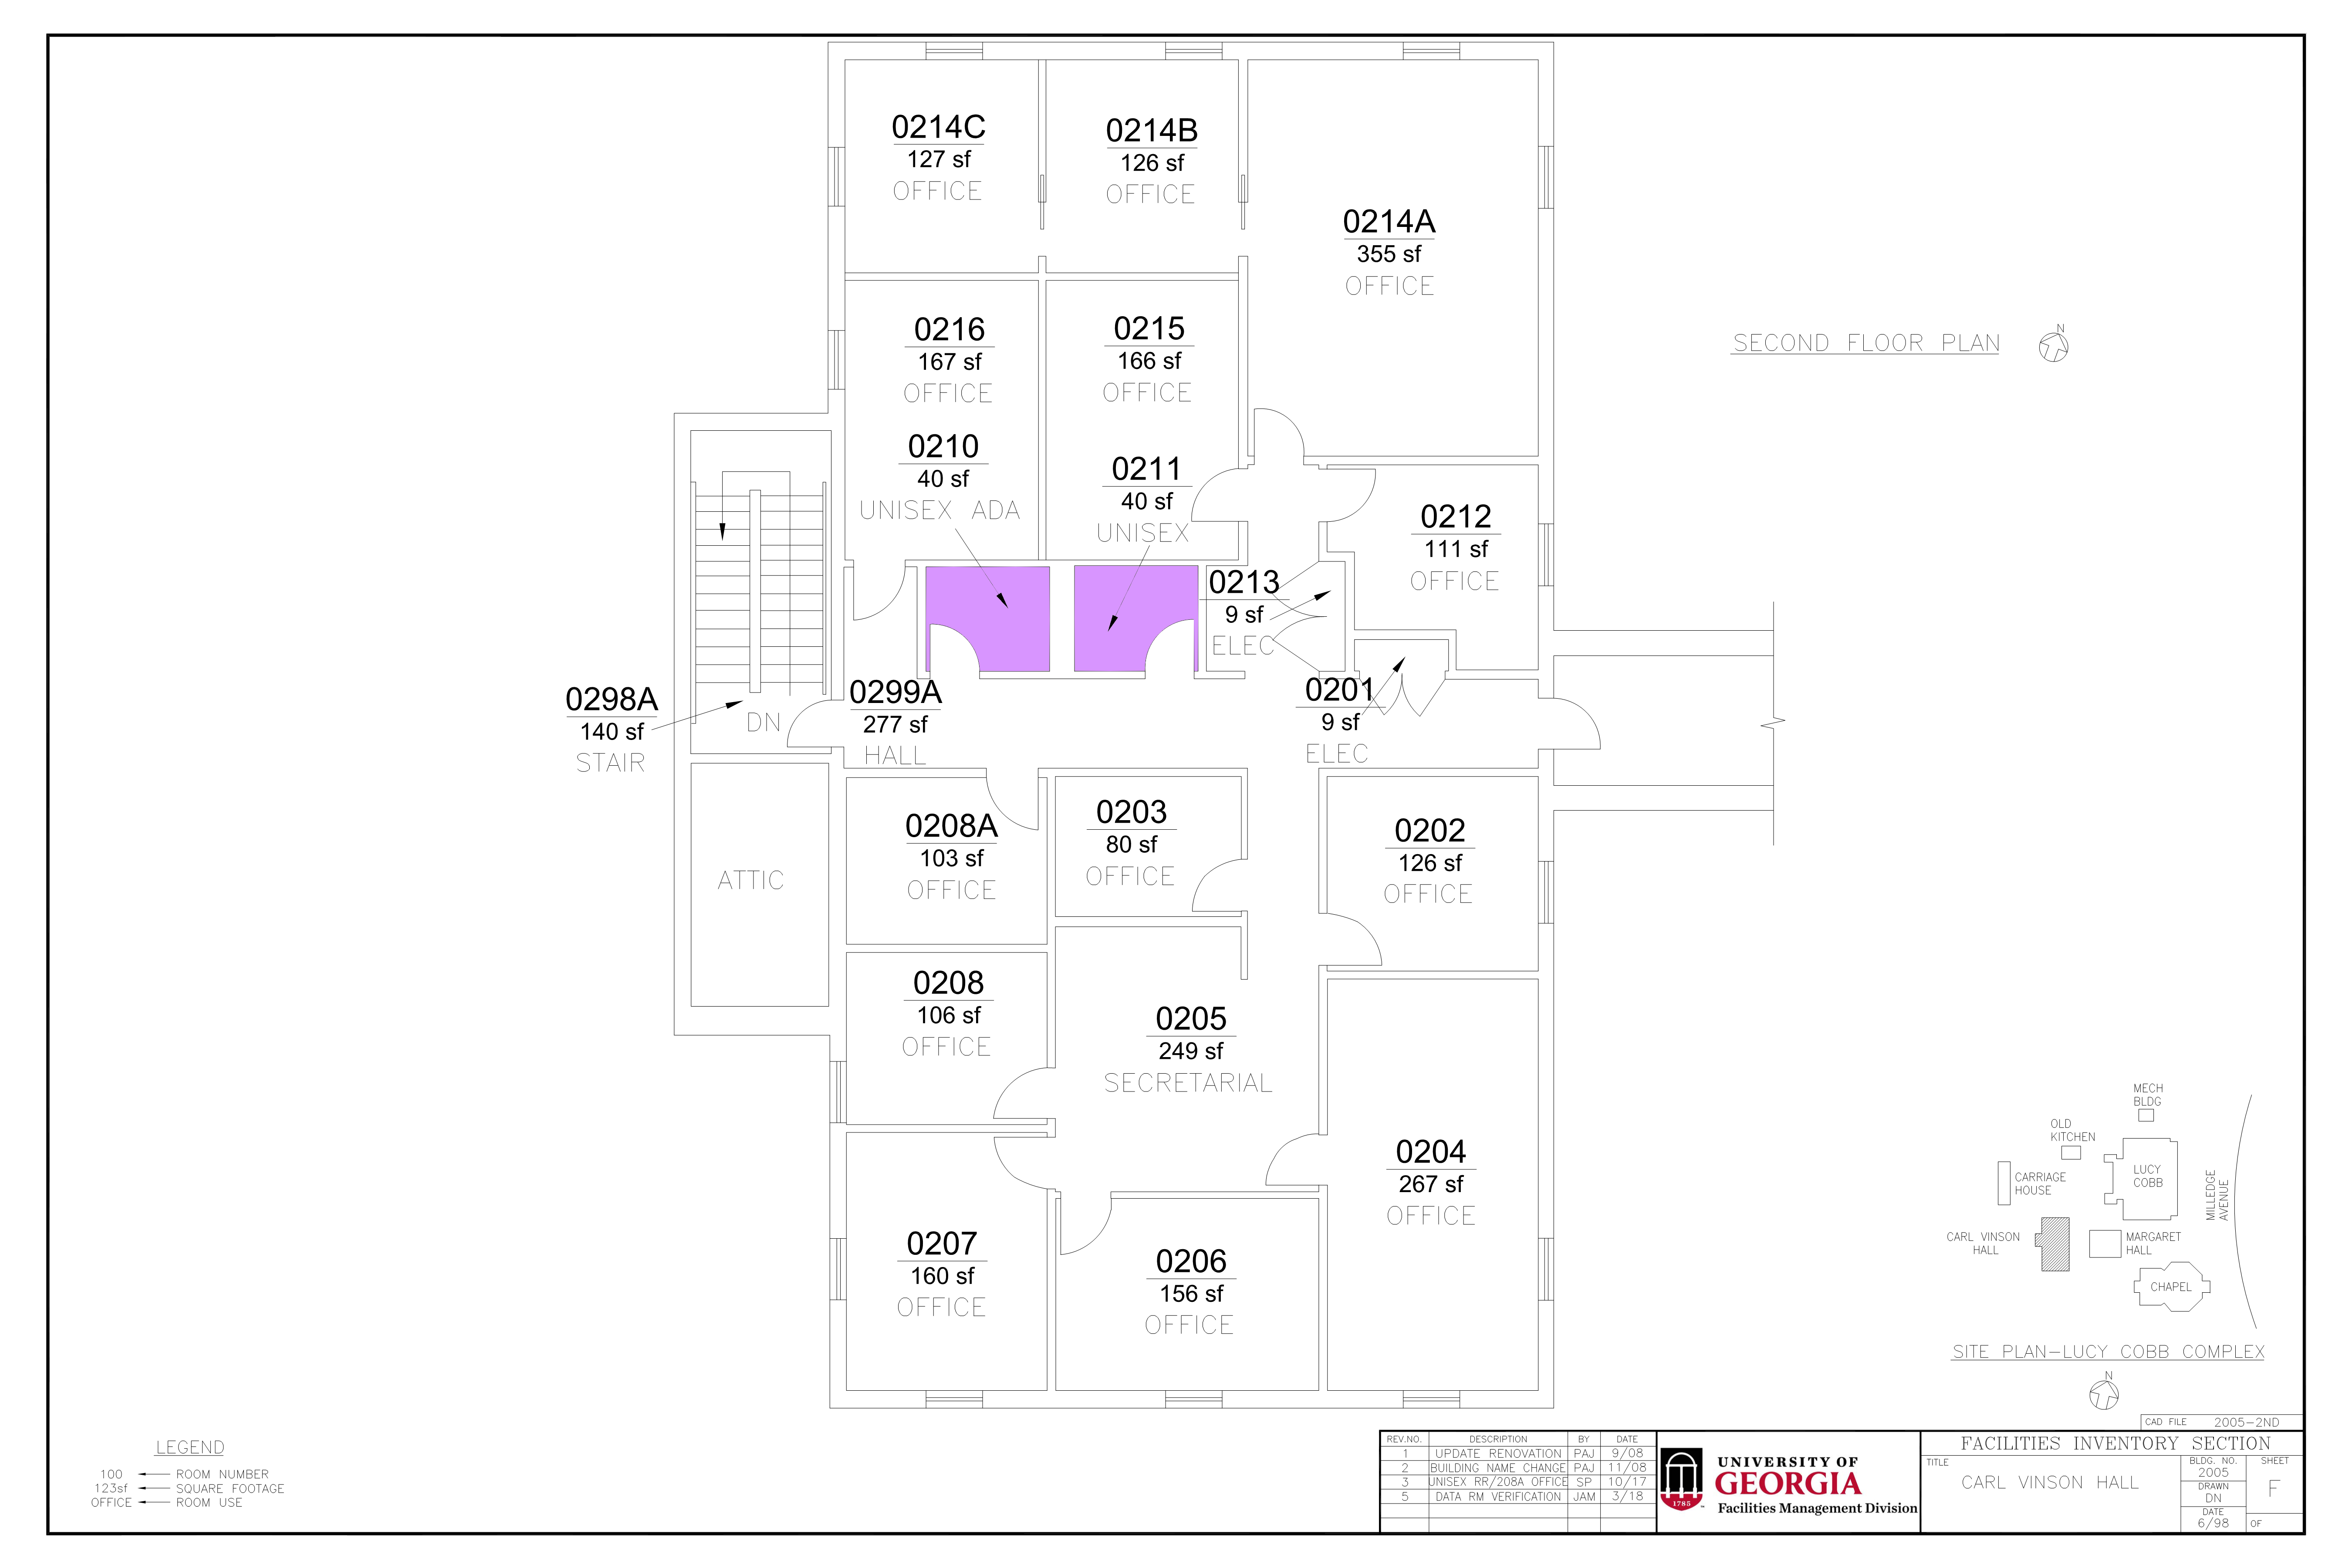 0214C
127 sf
OFFICE
0214B
126 sf
OFFICE
0214A
355 sf
OFFICE
0216
167 sf
OFFICE
0215
166 sf
OFFICE
SECOND FLOOR PLAN
N
0210
40 sf
UNISEX ADA
0211
40 sf
UNISEX
0212
111 sf
OFFICE
0213
9 sf
ELEC
0298A
140 sf
STAIR
DN
0299A
277 sf
HALL
0201
9 sf
ELEC
ATTIC
0208A
103 sf
OFFICE
0203
80 sf
OFFICE
0202
126 sf
OFFICE
0208
106 sf
OFFICE
0205
249 sf
SECRETARIAL
0204
267 sf
OFFICE
0207
160 sf
OFFICE
0206
156 sf
OFFICE
MECH
BLDG
OLD
KITCHEN
CARRIAGE
HOUSE
LUCY
COBB
MILLEDGE
AVENUE
CARL VINSON
HALL
MARGARET
HALL
CHAPEL
SITE PLAN-LUCY COBB COMPLEX
N
LEGEND
100 ROOM NUMBER
123sf SQUARE FOOTAGE
OFFICE ROOM USE
CAD FILE 2005-2ND
REV.NO. DESCRIPTION BY DATE
1 UPDATE RENOVATION PAJ 9/08
2 BUILDING NAME CHANGE PAJ 11/08
3 UNISEX RR/208A OFFICE SP 10/17
5 DATA RM VERIFICATION JAM 3/18
1785
UNIVERSITY OF
GEORGIA
Facilities Management Division
FACILITIES INVENTORY SECTION
TITLE
CARL VINSON HALL
BLDG. NO.
2005
DRAWN
DN
DATE
6/98
SHEET
F
OF